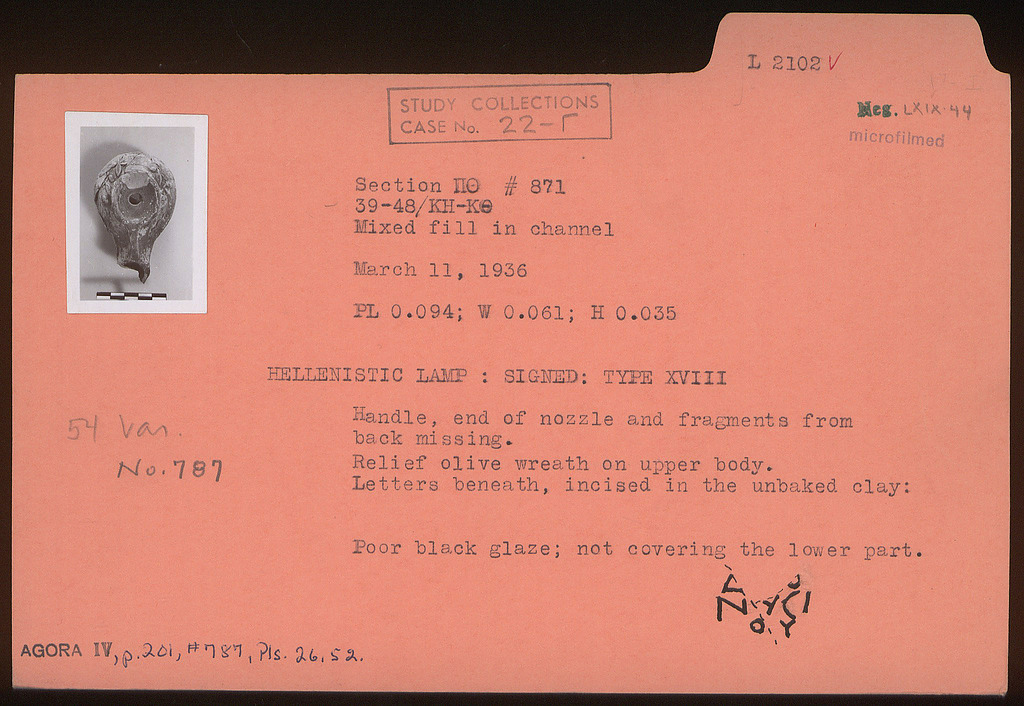 L 2102 ✓
STUDY COLLECTIONS
CASE No. 22-Γ
Neg. LXIX-44
microfilmed
Section ΠΘ # 871
39-48/ΚΗ-ΚΘ
Mixed fill in channel
March 11, 1936
PL 0.094; W 0.061; H 0.035
HELLENISTIC LAMP : SIGNED: TYPE XVIII
54 Var.
No. 787
Handle, end of nozzle and fragments from
back missing.
Relief olive wreath on upper body.
Letters beneath, incised in the unbaked clay:
Poor black glaze; not covering the lower part.
AGORA IV, p. 201, #787, Pls. 26, 52.